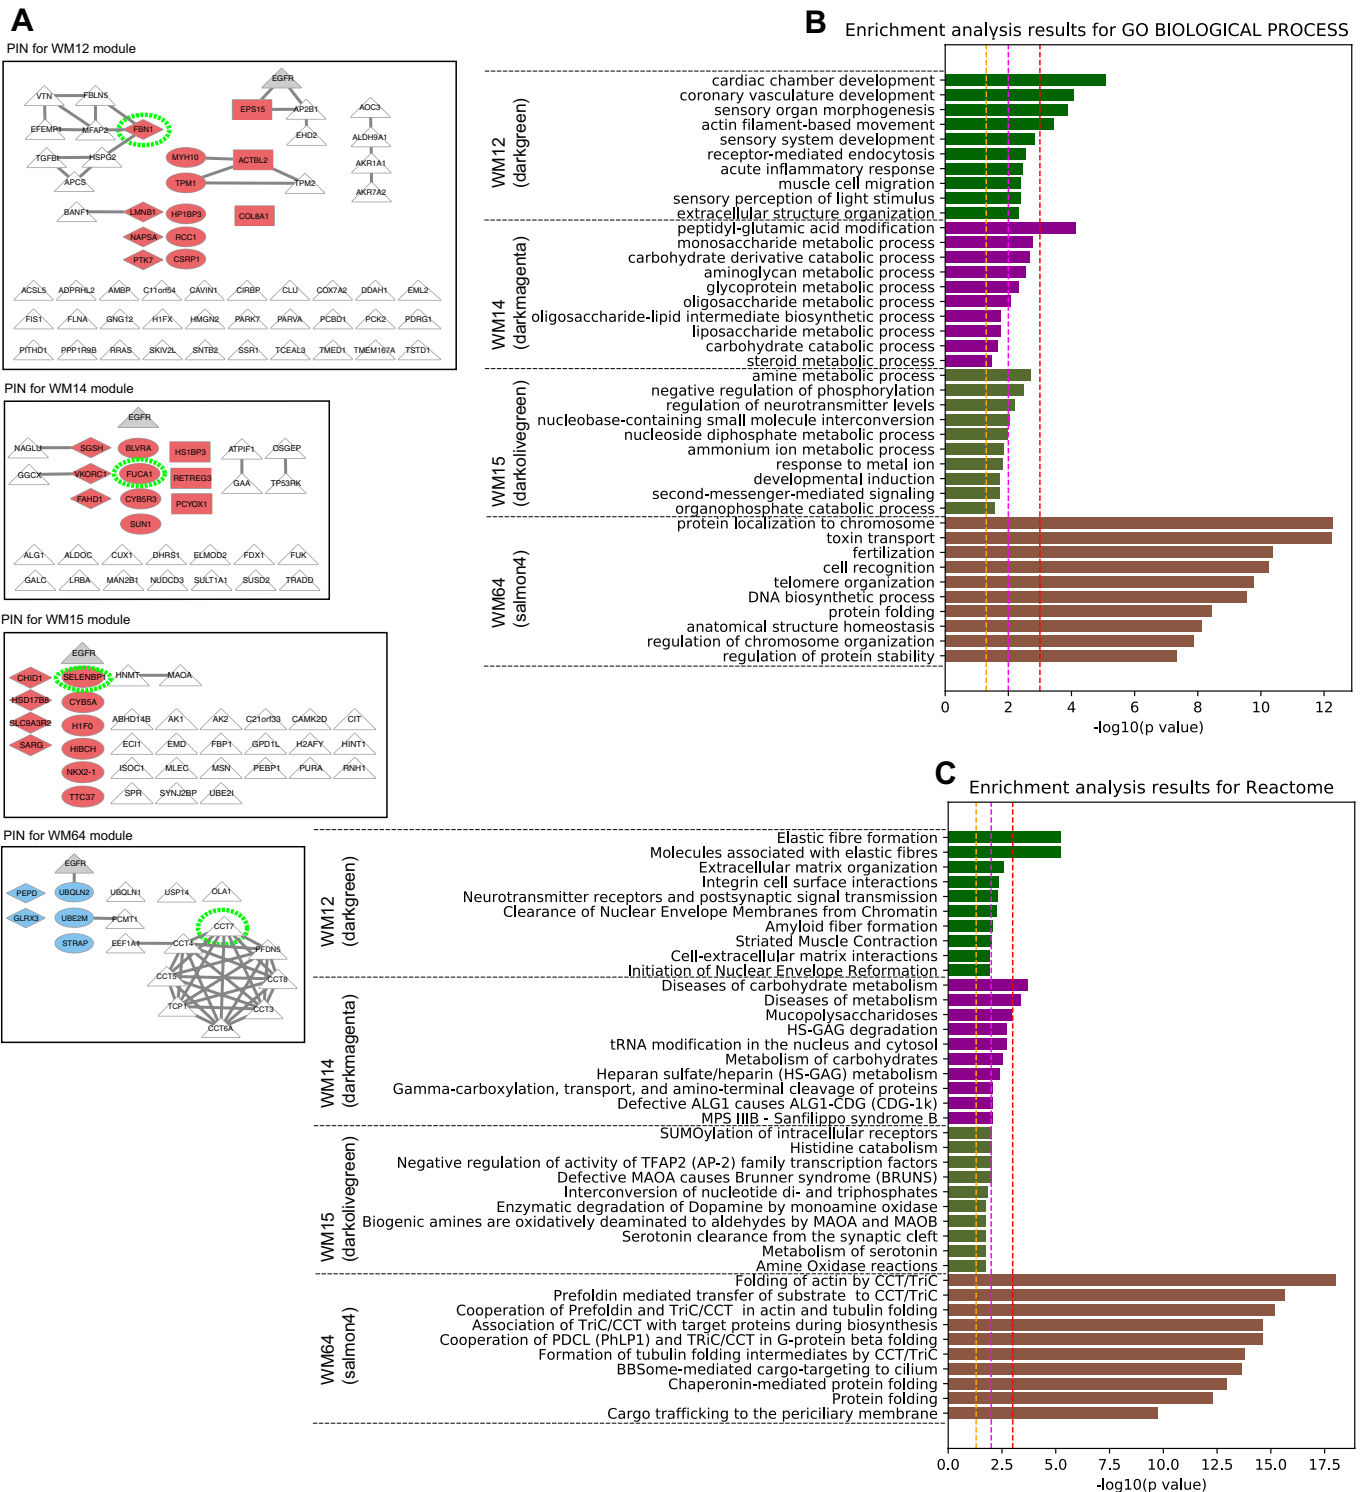 A
PIN for WM12 module
EGFR
VTN
FBLN5
EPS15
AP2B1
AOC3
EFEMP1
MFAP2
FBN1
EHD2
ALDH9A1
TGFBI
HSPG2
MYH10
ACTBL2
AKR1A1
APCS
TPM1
TPM2
AKR7A2
BANF1
LMNB1
HP1BP3
COL8A1
NAPSA
RCC1
PTK7
CSRP1
ACSL5 ADPRHL2 AMBP C11orf54 CAVIN1 CIRBP CLU COX7A2 DDAH1 EML2
FIS1 FLNA GNG12 H1FX HMGN2 PARK7 PARVA PCBD1 PCK2 PDRG1
PITHD1 PPP1R9B RRAS SKIV2L SNTB2 SSR1 TCEAL3 TMED1 TMEM167A TSTD1
PIN for WM14 module
EGFR
NAGLU SGSH BLVRA HS1BP3 ATPIF1 OSGEP
GGCX VKORC1 FUCA1 RETREG3 GAA TP53RK
FAHD1 CYB5R3 PCYOX1
SUN1
ALG1 ALDOC CUX1 DHRS1 ELMOD2 FDX1 FUK
GALC LRBA MAN2B1 NUDCD3 SULT1A1 SUSD2 TRADD
PIN for WM15 module
EGFR
CHID1 SELENBP1 HNMT MAOA
HSD17B8 CYB5A
SLC9A3R2 H1F0 ABHD14B AK1 AK2 C21orf33 CAMK2D CIT
SARG HIBCH ECI1 EMD FBP1 GPD1L H2AFY HINT1
NKX2-1 ISOC1 MLEC MSN PEBP1 PURA RNH1
TTC37 SPR SYNJ2BP UBE2I
PIN for WM64 module
EGFR
PEPD UBQLN2 UBQLN1 USP14 OLA1
GLRX3 UBE2M PCMT1 CCT7
STRAP EEF1A1 CCT4 PFDN5
CCT5 CCT8
TCP1 CCT3
CCT6A
B
Enrichment analysis results for GO BIOLOGICAL PROCESS
WM12
(darkgreen)
cardiac chamber development
coronary vasculature development
sensory organ morphogenesis
actin filament-based movement
sensory system development
receptor-mediated endocytosis
acute inflammatory response
muscle cell migration
sensory perception of light stimulus
extracellular structure organization
WM14
(darkmagenta)
peptidyl-glutamic acid modification
monosaccharide metabolic process
carbohydrate derivative catabolic process
aminoglycan metabolic process
glycoprotein metabolic process
oligosaccharide metabolic process
oligosaccharide-lipid intermediate biosynthetic process
liposaccharide metabolic process
carbohydrate catabolic process
steroid metabolic process
WM15
(darkolivegreen)
amine metabolic process
negative regulation of phosphorylation
regulation of neurotransmitter levels
nucleobase-containing small molecule interconversion
nucleoside diphosphate metabolic process
ammonium ion metabolic process
response to metal ion
developmental induction
second-messenger-mediated signaling
organophosphate catabolic process
WM64
(salmon4)
protein localization to chromosome
toxin transport
fertilization
cell recognition
telomere organization
DNA biosynthetic process
protein folding
anatomical structure homeostasis
regulation of chromosome organization
regulation of protein stability
0 2 4 6 8 10 12
-log10(p value)
C
Enrichment analysis results for Reactome
WM12
(darkgreen)
Elastic fibre formation
Molecules associated with elastic fibres
Extracellular matrix organization
Integrin cell surface interactions
Neurotransmitter receptors and postsynaptic signal transmission
Clearance of Nuclear Envelope Membranes from Chromatin
Amyloid fiber formation
Striated Muscle Contraction
Cell-extracellular matrix interactions
Initiation of Nuclear Envelope Reformation
WM14
(darkmagenta)
Diseases of carbohydrate metabolism
Diseases of metabolism
Mucopolysaccharidoses
HS-GAG degradation
tRNA modification in the nucleus and cytosol
Metabolism of carbohydrates
Heparan sulfate/heparin (HS-GAG) metabolism
Gamma-carboxylation, transport, and amino-terminal cleavage of proteins
Defective ALG1 causes ALG1-CDG (CDG-1k)
MPS IIIB - Sanfilippo syndrome B
WM15
(darkolivegreen)
SUMOylation of intracellular receptors
Histidine catabolism
Negative regulation of activity of TFAP2 (AP-2) family transcription factors
Defective MAOA causes Brunner syndrome (BRUNS)
Interconversion of nucleotide di- and triphosphates
Enzymatic degradation of Dopamine by monoamine oxidase
Biogenic amines are oxidatively deaminated to aldehydes by MAOA and MAOB
Serotonin clearance from the synaptic cleft
Metabolism of serotonin
Amine Oxidase reactions
WM64
(salmon4)
Folding of actin by CCT/TriC
Prefoldin mediated transfer of substrate to CCT/TriC
Cooperation of Prefoldin and TriC/CCT in actin and tubulin folding
Association of TriC/CCT with target proteins during biosynthesis
Cooperation of PDCL (PhLP1) and TRiC/CCT in G-protein beta folding
Formation of tubulin folding intermediates by CCT/TriC
BBSome-mediated cargo-targeting to cilium
Chaperonin-mediated protein folding
Protein folding
Cargo trafficking to the periciliary membrane
0.0 2.5 5.0 7.5 10.0 12.5 15.0 17.5
-log10(p value)